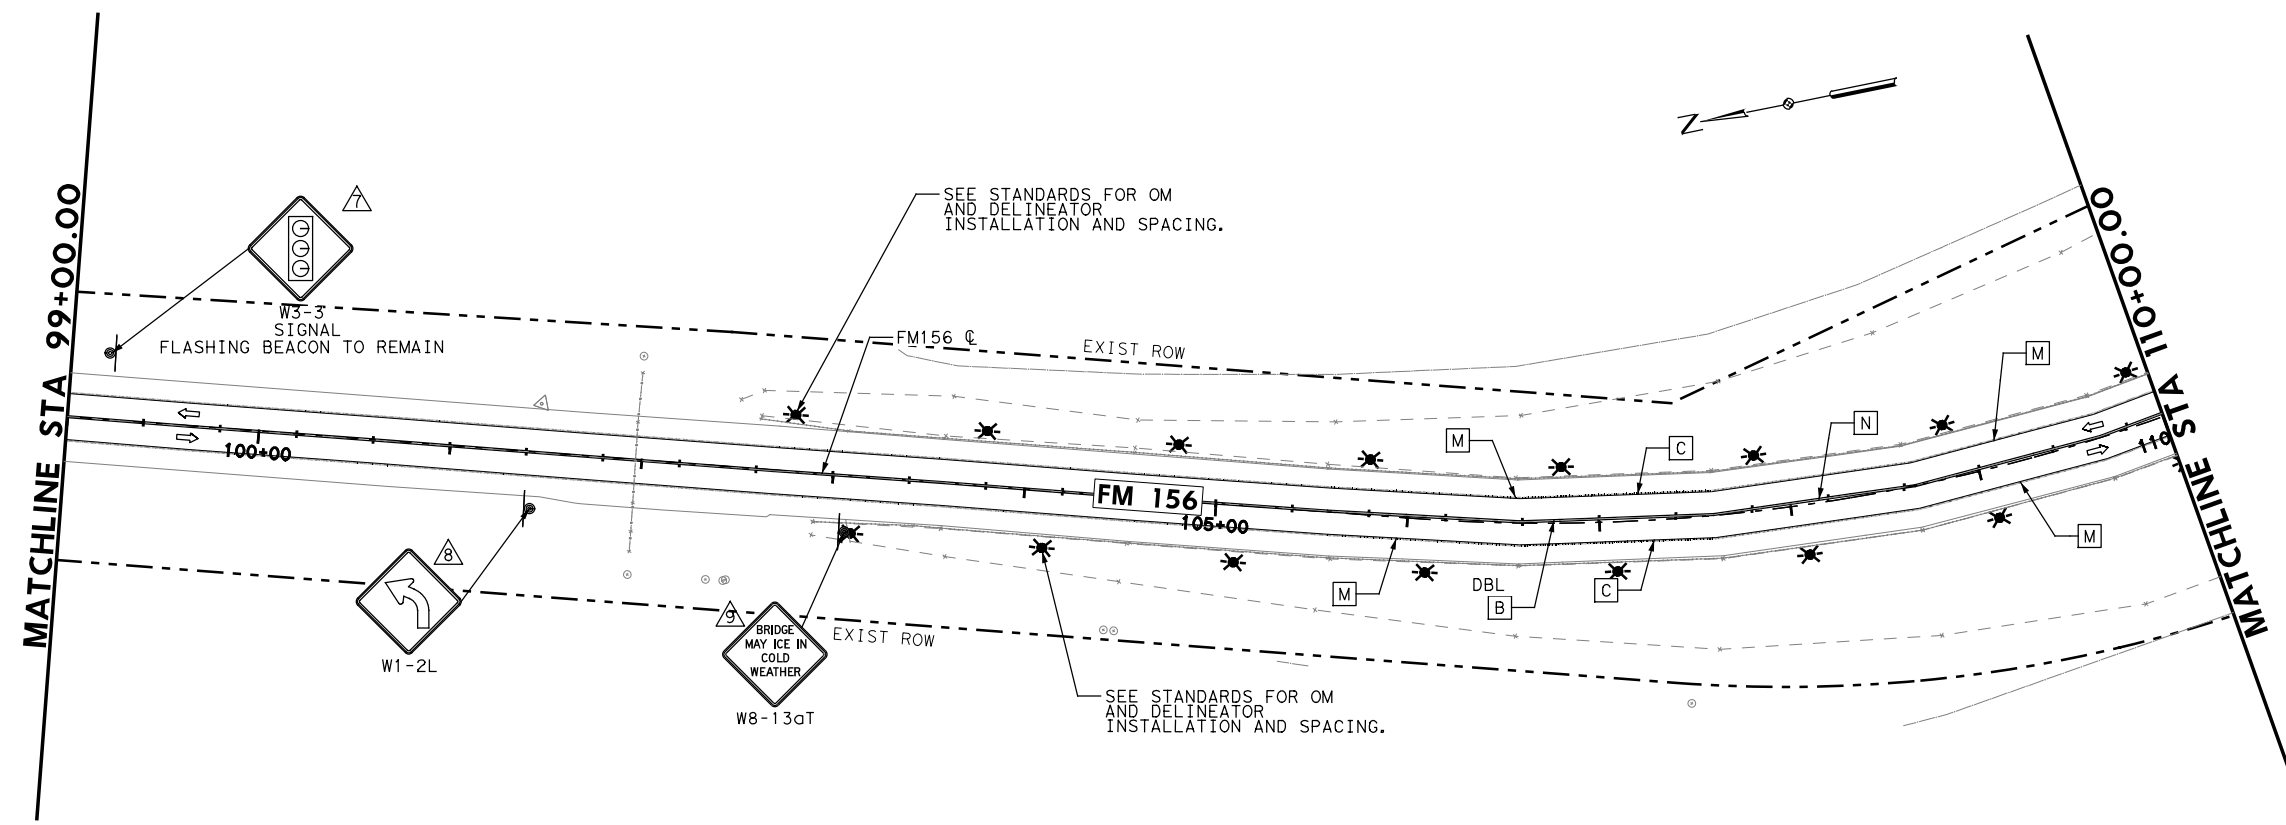 MATCHLINE STA 99+00.00
7
W3-3
SIGNAL
FLASHING BEACON TO REMAIN
SEE STANDARDS FOR OM
AND DELINEATOR
INSTALLATION AND SPACING.
FM156 ℄
EXIST ROW
N
MATCHLINE STA 110+00.00
M
N
M
C
100+00
FM 156
105+00
110
M
M
DBL
B
C
8
W1-2L
9
BRIDGE
MAY ICE IN
COLD
WEATHER
W8-13aT
EXIST ROW
SEE STANDARDS FOR OM
AND DELINEATOR
INSTALLATION AND SPACING.